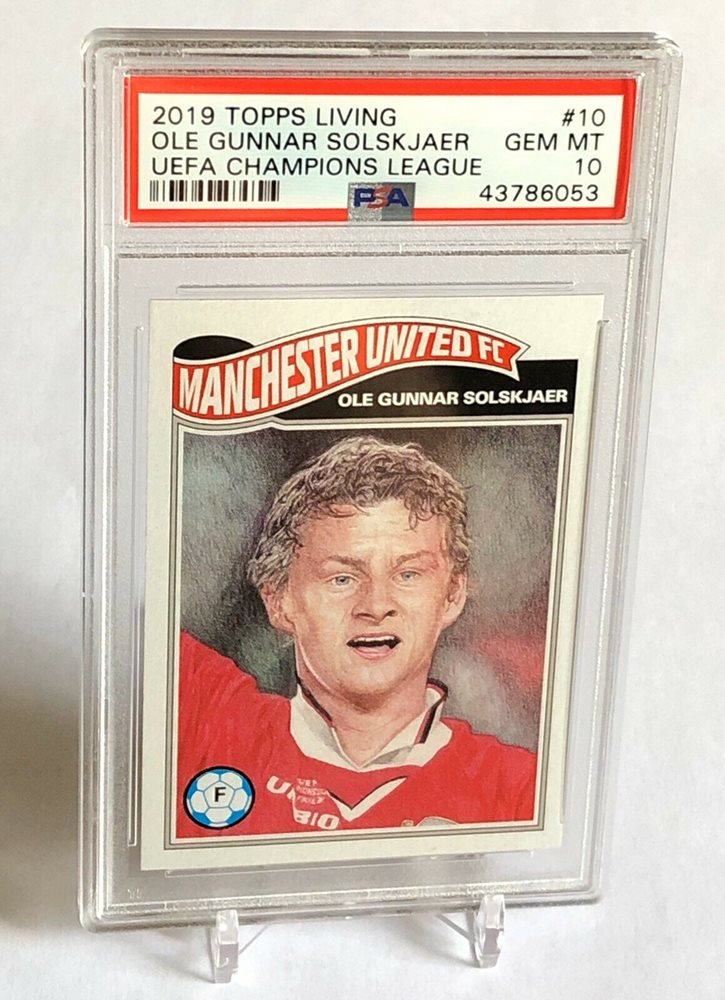 2019 TOPPS LIVING #10
OLE GUNNAR SOLSKJAER GEM MT
UEFA CHAMPIONS LEAGUE 10
PSA 43786053
MANCHESTER UNITED FC
OLE GUNNAR SOLSKJAER
F